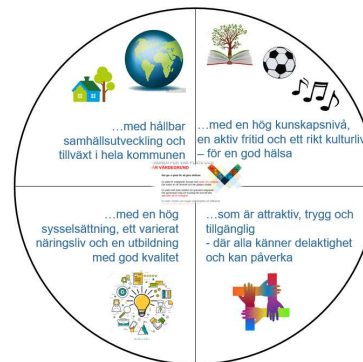 ...med hållbar
samhällsutveckling och
tillväxt i hela kommunen
...med en hög kunskapsnivå,
en aktiv fritid och ett rikt kulturliv
– för en god hälsa
VÄRDEGRUND
...med en hög
sysselsättning, ett varierat
näringsliv och en utbildning
med god kvalitet
...som är attraktiv, trygg och
tillgänglig
- där alla känner delaktighet
och kan påverka